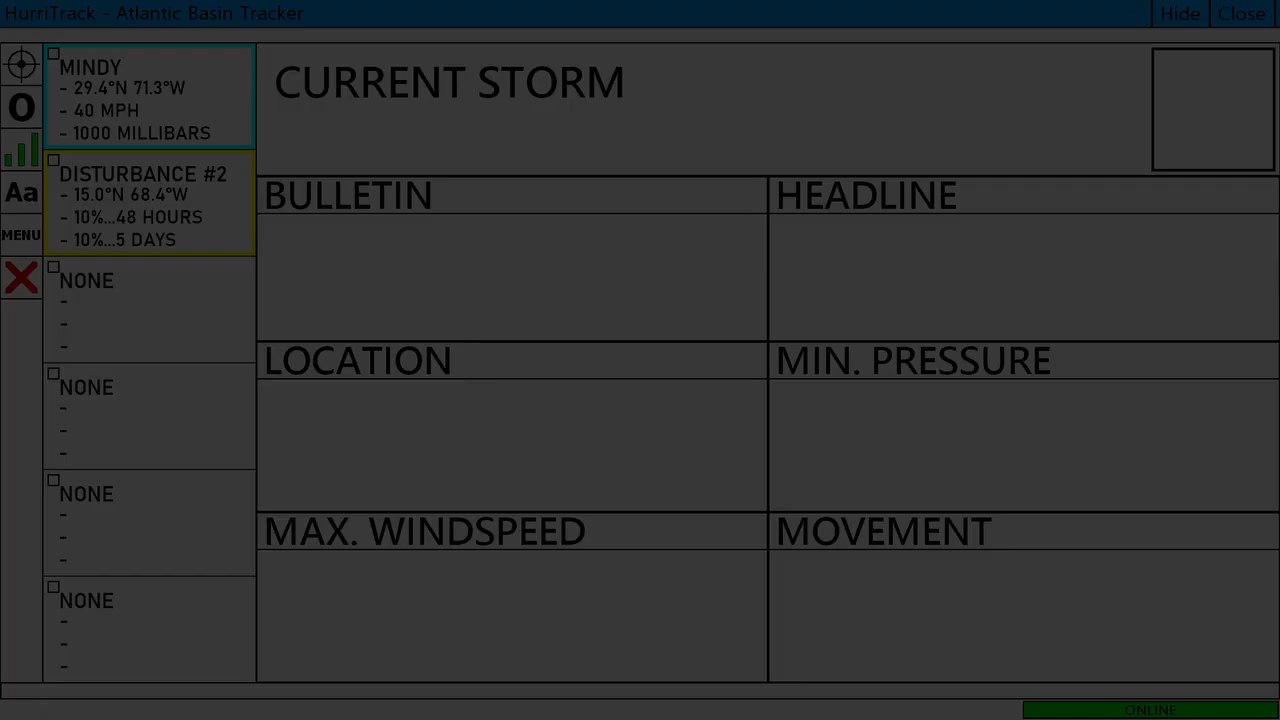 HurriTrack - Atlantic Basin Tracker
Hide
Close
O
Aa
MENU
MINDY
- 29.4°N 71.3°W
- 40 MPH
- 1000 MILLIBARS
DISTURBANCE #2
- 15.0°N 68.4°W
- 10%...48 HOURS
- 10%...5 DAYS
NONE
-
-
-
NONE
-
-
-
NONE
-
-
-
NONE
-
-
-
CURRENT STORM
BULLETIN
HEADLINE
LOCATION
MIN. PRESSURE
MAX. WINDSPEED
MOVEMENT
ONLINE